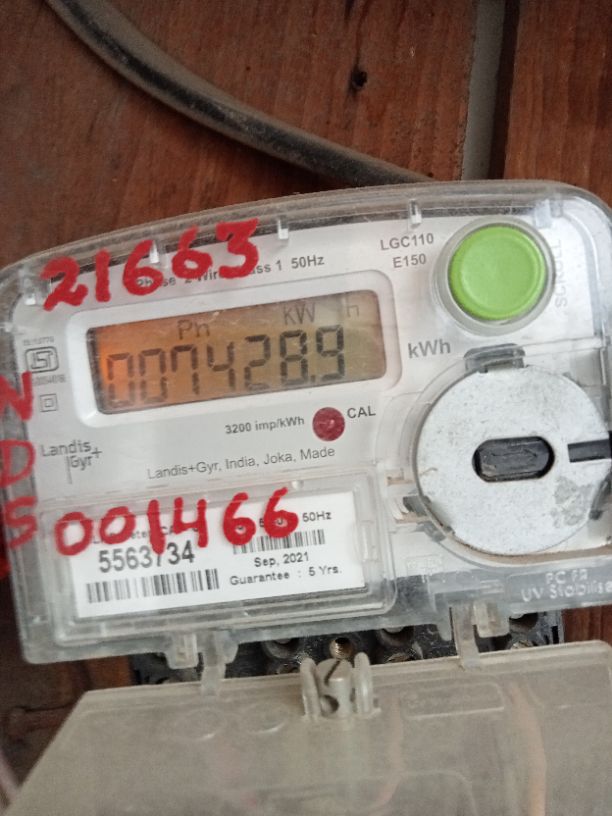 21663
Phase 2 Wire Class 1 50Hz
LGC110
E150
SCROLL
Ph kW h
007428.9
kWh
3200 imp/kWh
CAL
Landis+Gyr, India, Joka, Made
Landis
Gyr+
N
D
S
001466
50Hz
5563734
Sep, 2021
Guarantee : 5 Yrs.
UV Stabilise